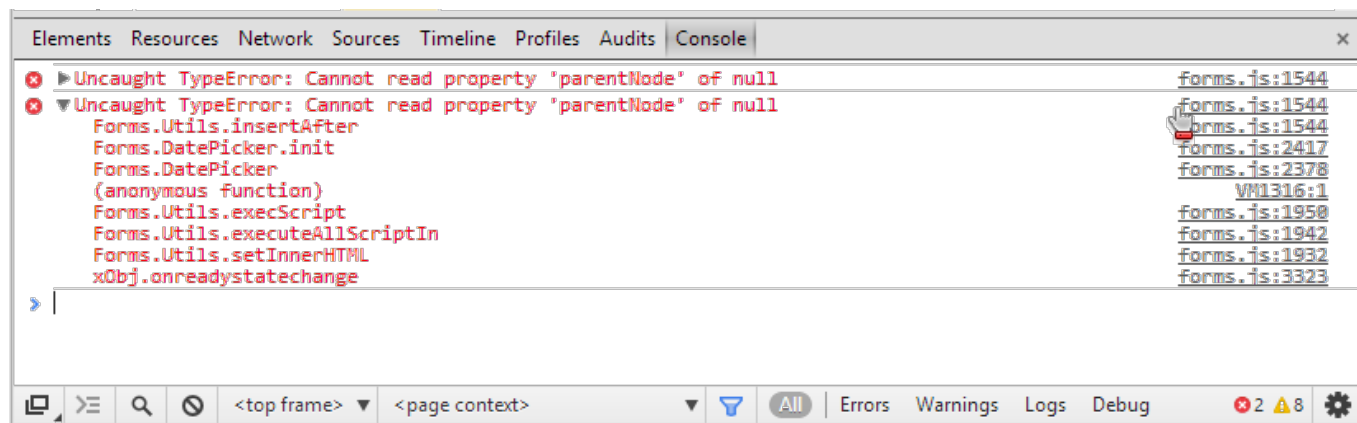 Elements Resources Network Sources Timeline Profiles Audits Console ×
Uncaught TypeError: Cannot read property 'parentNode' of null forms.js:1544
Uncaught TypeError: Cannot read property 'parentNode' of null forms.js:1544
Forms.Utils.insertAfter forms.js:1544
Forms.DatePicker.init forms.js:2417
Forms.DatePicker forms.js:2378
(anonymous function) VM1316:1
Forms.Utils.execScript forms.js:1950
Forms.Utils.executeAllScriptIn forms.js:1942
Forms.Utils.setInnerHTML forms.js:1932
xObj.onreadystatechange forms.js:3323
<top frame> ▼ <page context> ▼ All Errors Warnings Logs Debug 2 8